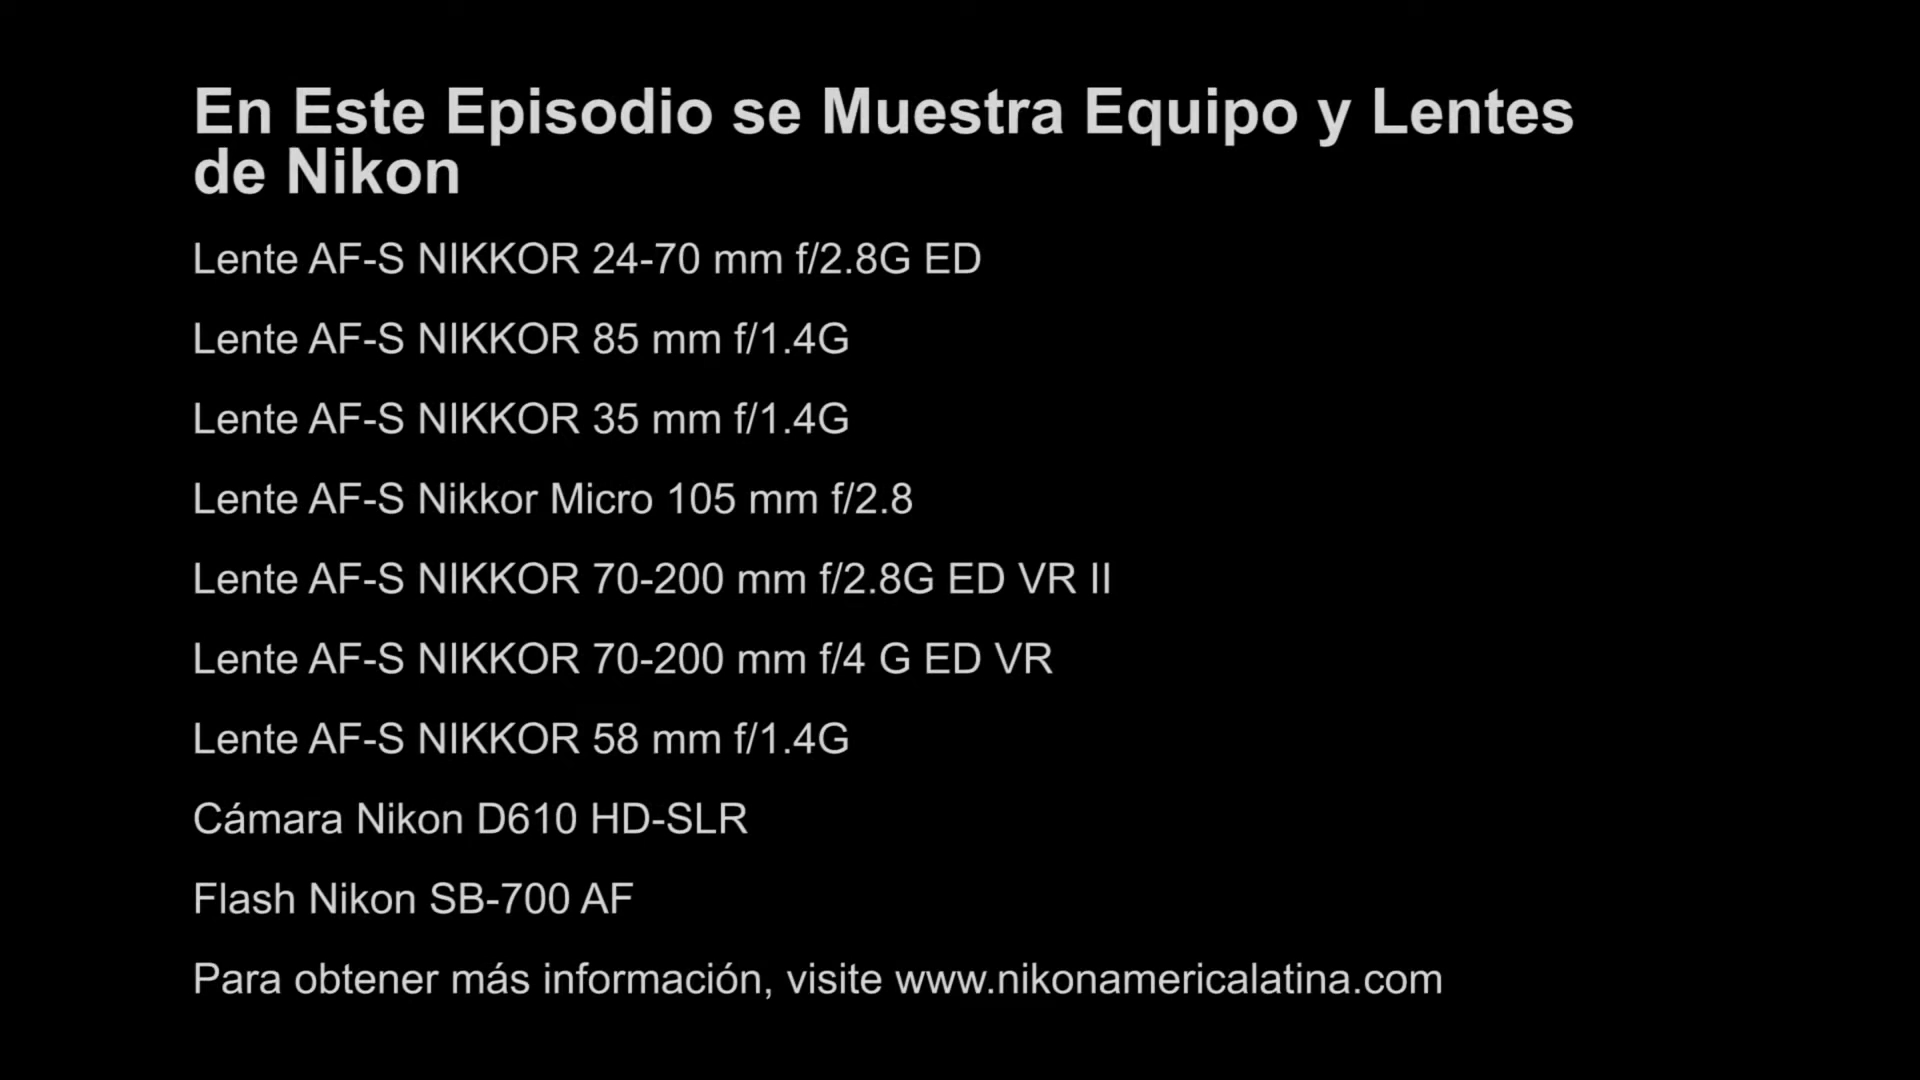 En Este Episodio se Muestra Equipo y Lentes
de Nikon
Lente AF-S NIKKOR 24-70 mm f/2.8G ED
Lente AF-S NIKKOR 85 mm f/1.4G
Lente AF-S NIKKOR 35 mm f/1.4G
Lente AF-S Nikkor Micro 105 mm f/2.8
Lente AF-S NIKKOR 70-200 mm f/2.8G ED VR II
Lente AF-S NIKKOR 70-200 mm f/4 G ED VR
Lente AF-S NIKKOR 58 mm f/1.4G
Cámara Nikon D610 HD-SLR
Flash Nikon SB-700 AF
Para obtener más información, visite www.nikonamericalatina.com